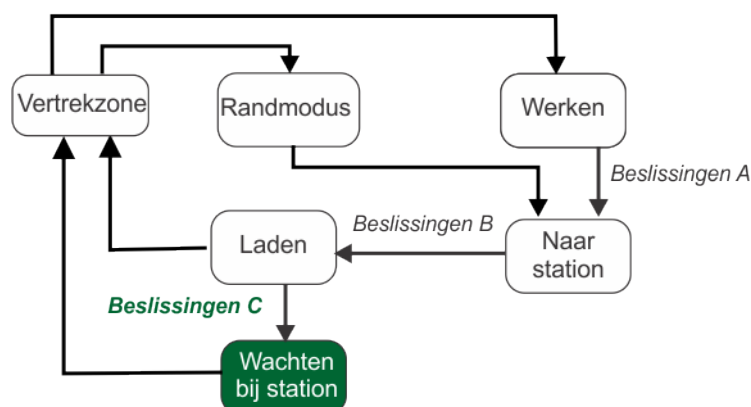 Vertrekzone
Randmodus
Werken
Beslissingen A
Beslissingen B
Laden
Naar
station
Beslissingen C
Wachten
bij station